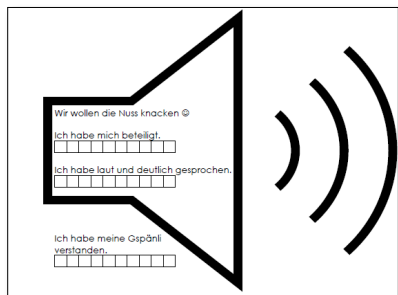 Wir wollen die Nuss knacken ☺
Ich habe mich beteiligt.
Ich habe laut und deutlich gesprochen.
Ich habe meine Gspänli
verstanden.